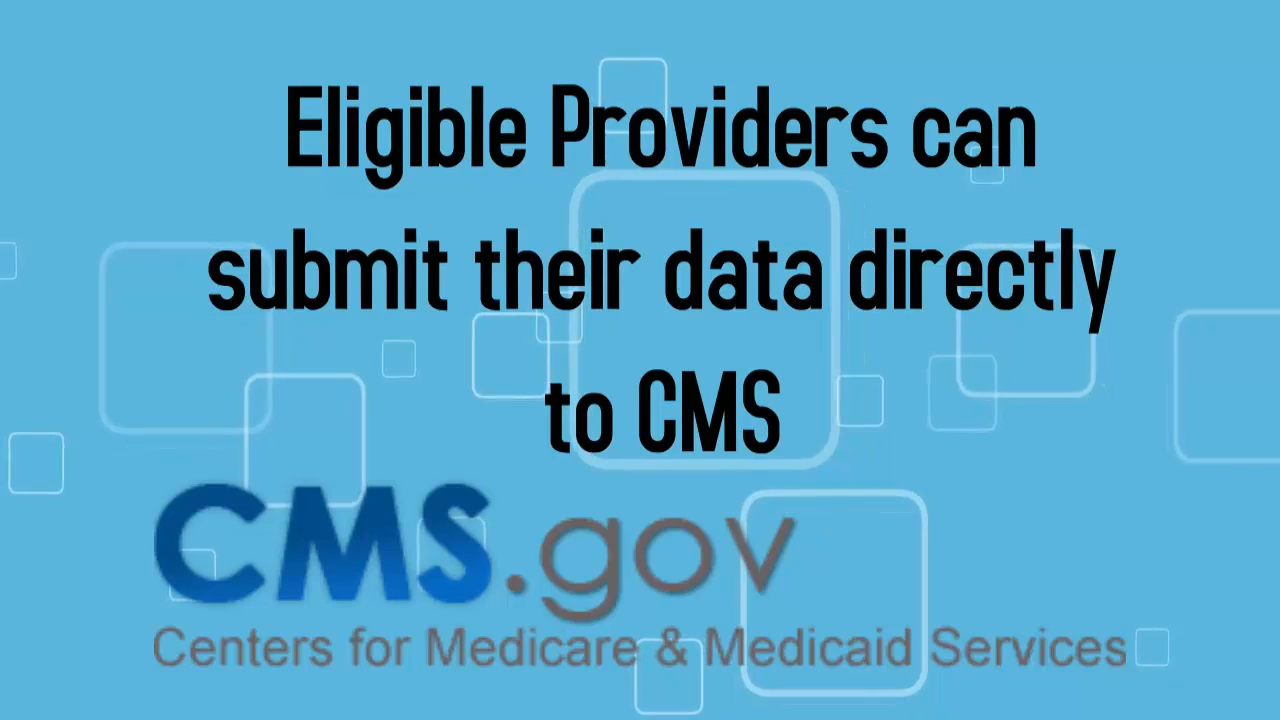 Eligible Providers can
submit their data directly
to CMS
CMS.gov
Centers for Medicare & Medicaid Services